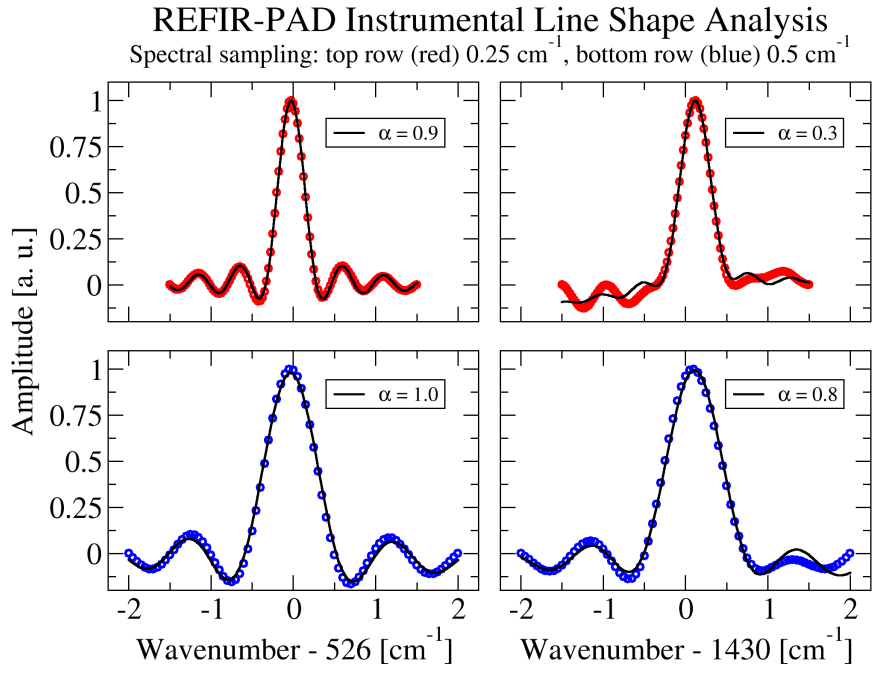 REFIR-PAD Instrumental Line Shape Analysis
Spectral sampling: top row (red) 0.25 cm⁻¹, bottom row (blue) 0.5 cm⁻¹
1
0.75
0.5
0.25
0
α = 0.9
α = 0.3
Amplitude [a. u.]
1
0.75
0.5
0.25
0
α = 1.0
α = 0.8
-2 -1 0 1 2
-2 -1 0 1 2
Wavenumber - 526 [cm⁻¹]
Wavenumber - 1430 [cm⁻¹]